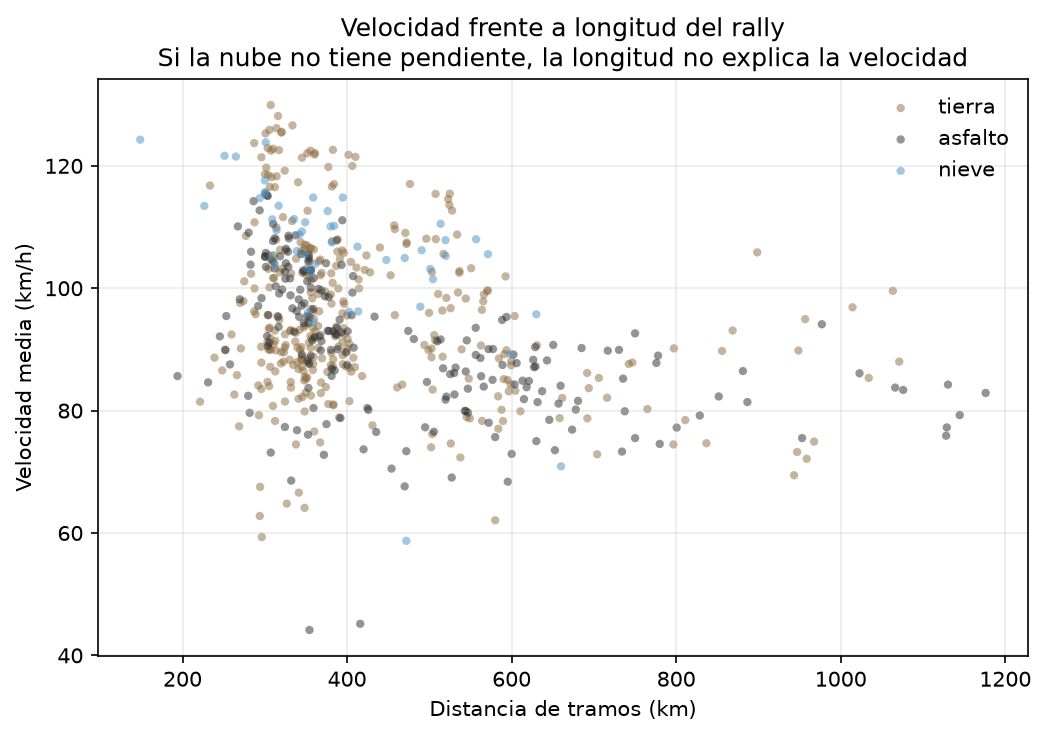 Velocidad frente a longitud del rally
Si la nube no tiene pendiente, la longitud no explica la velocidad
tierra
asfalto
nieve
Velocidad media (km/h)
120
100
80
60
40
200
400
600
800
1000
1200
Distancia de tramos (km)